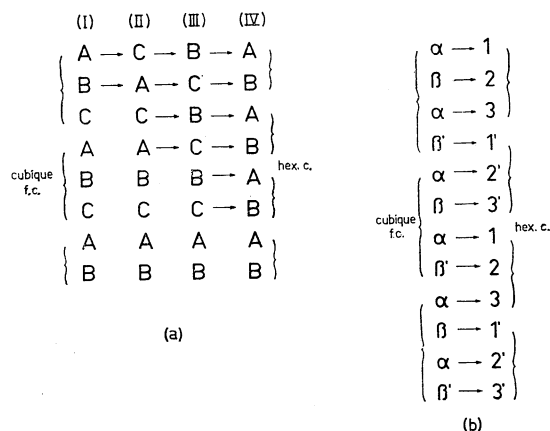 (I) (II) (III) (IV)
A → C → B → A
B → A → C → B
C C → B → A
A A → C → B
B B B → A
C C C → B
A A A A
B B B B
cubique
f.c.
hex. c.
(a)
α → 1
β → 2
α → 3
β' → 1'
α → 2'
β → 3'
α → 1
β' → 2
α → 3
β → 1'
α → 2'
β' → 3'
cubique
f.c.
hex. c.
(b)